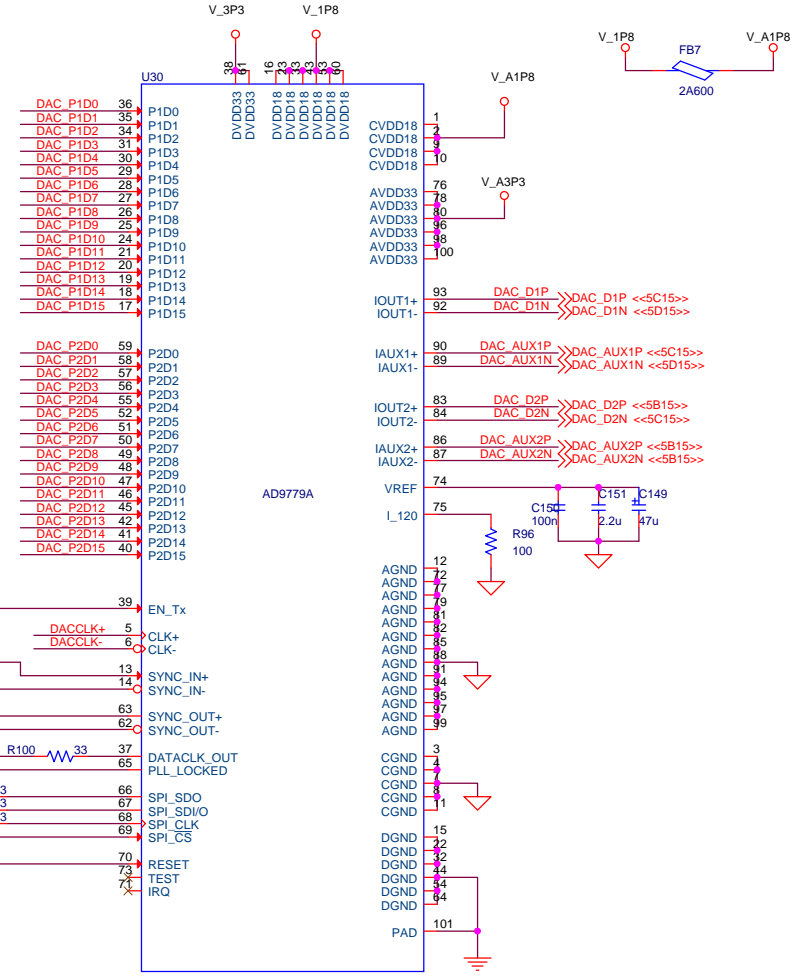 V_3P3
V_1P8
V_1P8
FB7
V_A1P8
2A600
U30
38
61
16
23
33
43
53
60
DVDD33
DVDD33
DVDD18
DVDD18
DVDD18
DVDD18
DVDD18
DVDD18
V_A1P8
V_A3P3
AD9779A
DAC_P1D0 36 P1D0
DAC_P1D1 35 P1D1
DAC_P1D2 34 P1D2
DAC_P1D3 31 P1D3
DAC_P1D4 30 P1D4
DAC_P1D5 29 P1D5
DAC_P1D6 28 P1D6
DAC_P1D7 27 P1D7
DAC_P1D8 26 P1D8
DAC_P1D9 25 P1D9
DAC_P1D10 24 P1D10
DAC_P1D11 21 P1D11
DAC_P1D12 20 P1D12
DAC_P1D13 19 P1D13
DAC_P1D14 18 P1D14
DAC_P1D15 17 P1D15
DAC_P2D0 59 P2D0
DAC_P2D1 58 P2D1
DAC_P2D2 57 P2D2
DAC_P2D3 56 P2D3
DAC_P2D4 55 P2D4
DAC_P2D5 52 P2D5
DAC_P2D6 51 P2D6
DAC_P2D7 50 P2D7
DAC_P2D8 49 P2D8
DAC_P2D9 48 P2D9
DAC_P2D10 47 P2D10
DAC_P2D11 46 P2D11
DAC_P2D12 45 P2D12
DAC_P2D13 42 P2D13
DAC_P2D14 41 P2D14
DAC_P2D15 40 P2D15
39 EN_Tx
DACCLK+ 5 CLK+
DACCLK- 6 CLK-
13 SYNC_IN+
14 SYNC_IN-
63 SYNC_OUT+
62 SYNC_OUT-
R100 33 37 DATACLK_OUT
65 PLL_LOCKED
3 66 SPI_SDO
3 67 SPI_SDI/O
3 68 SPI_CLK
69 SPI_CS
70 RESET
73 TEST
71 IRQ
CVDD18 1
CVDD18 2
CVDD18 9
CVDD18 10
AVDD33 76
AVDD33 78
AVDD33 80
AVDD33 96
AVDD33 98
AVDD33 100
IOUT1+ 93 DAC_D1P DAC_D1P <<5C15>>
IOUT1- 92 DAC_D1N DAC_D1N <<5D15>>
IAUX1+ 90 DAC_AUX1P DAC_AUX1P <<5C15>>
IAUX1- 89 DAC_AUX1N DAC_AUX1N <<5D15>>
IOUT2+ 83 DAC_D2P DAC_D2P <<5B15>>
IOUT2- 84 DAC_D2N DAC_D2N <<5C15>>
IAUX2+ 86 DAC_AUX2P DAC_AUX2P <<5B15>>
IAUX2- 87 DAC_AUX2N DAC_AUX2N <<5B15>>
VREF 74
C151 C149
100n 2.2u 47u
I_120 75
R96
100
AGND 12
AGND 72
AGND 77
AGND 79
AGND 81
AGND 82
AGND 85
AGND 88
AGND 91
AGND 94
AGND 95
AGND 97
AGND 99
CGND 3
CGND 4
CGND 7
CGND 8
CGND 11
DGND 15
DGND 22
DGND 32
DGND 44
DGND 54
DGND 64
PAD 101